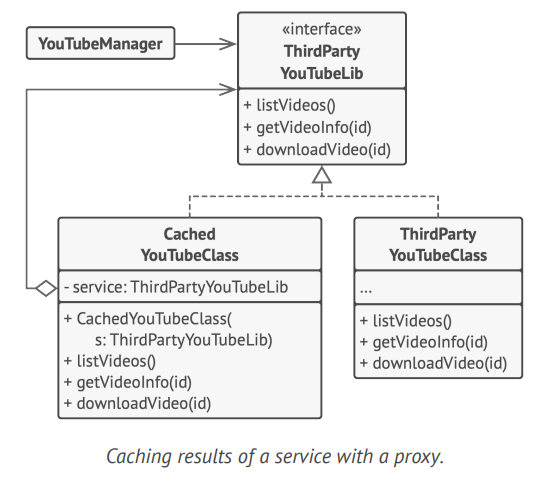 YouTubeManager
«interface»
ThirdParty
YouTubeLib
+ listVideos()
+ getVideoInfo(id)
+ downloadVideo(id)
Cached
YouTubeClass
- service: ThirdPartyYouTubeLib
+ CachedYouTubeClass(
s: ThirdPartyYouTubeLib)
+ listVideos()
+ getVideoInfo(id)
+ downloadVideo(id)
ThirdParty
YouTubeClass
...
+ listVideos()
+ getVideoInfo(id)
+ downloadVideo(id)
Caching results of a service with a proxy.